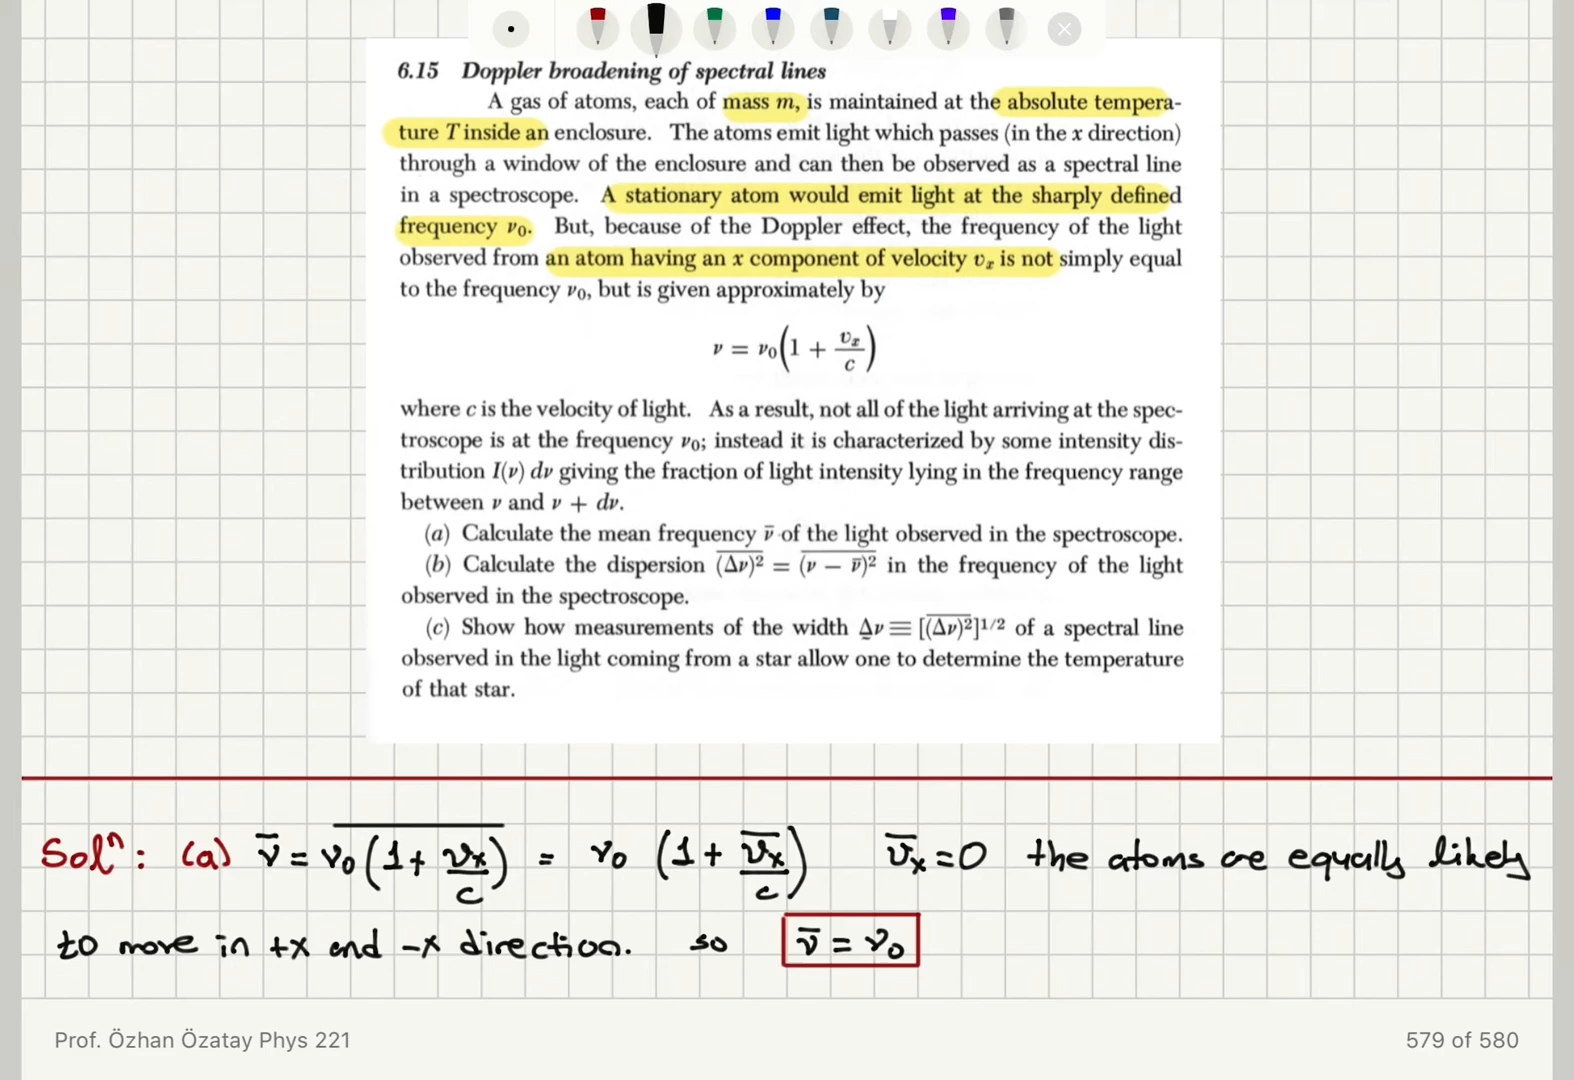 6.15 Doppler broadening of spectral lines
A gas of atoms, each of mass m, is maintained at the absolute tempera-
ture T inside an enclosure. The atoms emit light which passes (in the x direction)
through a window of the enclosure and can then be observed as a spectral line
in a spectroscope. A stationary atom would emit light at the sharply defined
frequency ν₀. But, because of the Doppler effect, the frequency of the light
observed from an atom having an x component of velocity vₓ is not simply equal
to the frequency ν₀, but is given approximately by
ν = ν₀(1 + vₓ/c)
where c is the velocity of light. As a result, not all of the light arriving at the spec-
troscope is at the frequency ν₀; instead it is characterized by some intensity dis-
tribution I(ν) dν giving the fraction of light intensity lying in the frequency range
between ν and ν + dν.
(a) Calculate the mean frequency ν̅ of the light observed in the spectroscope.
(b) Calculate the dispersion \overline{(Δν)²} = \overline{(ν − ν̅)²} in the frequency of the light
observed in the spectroscope.
(c) Show how measurements of the width Δν ≡ [\overline{(Δν)²}]^{1/2} of a spectral line
observed in the light coming from a star allow one to determine the temperature
of that star.
Solⁿ: (a) ν̅ = \overline{ν₀(1 + vₓ/c)} = ν₀ (1 + v̅ₓ/c) v̅ₓ = 0 the atoms are equally likely
to move in +x and -x direction. so ν̅ = ν₀
Prof. Özhan Özatay Phys 221
579 of 580